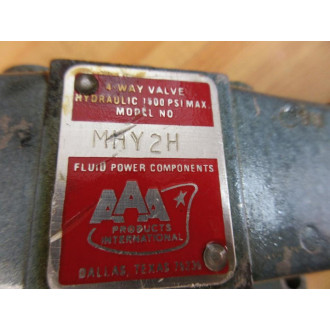 4 WAY VALVE
HYDRAULIC 1900 PSI MAX.
MODEL NO
MHY2H
FLUID POWER COMPONENTS
AAA
PRODUCTS
INTERNATIONAL
DALLAS, TEXAS